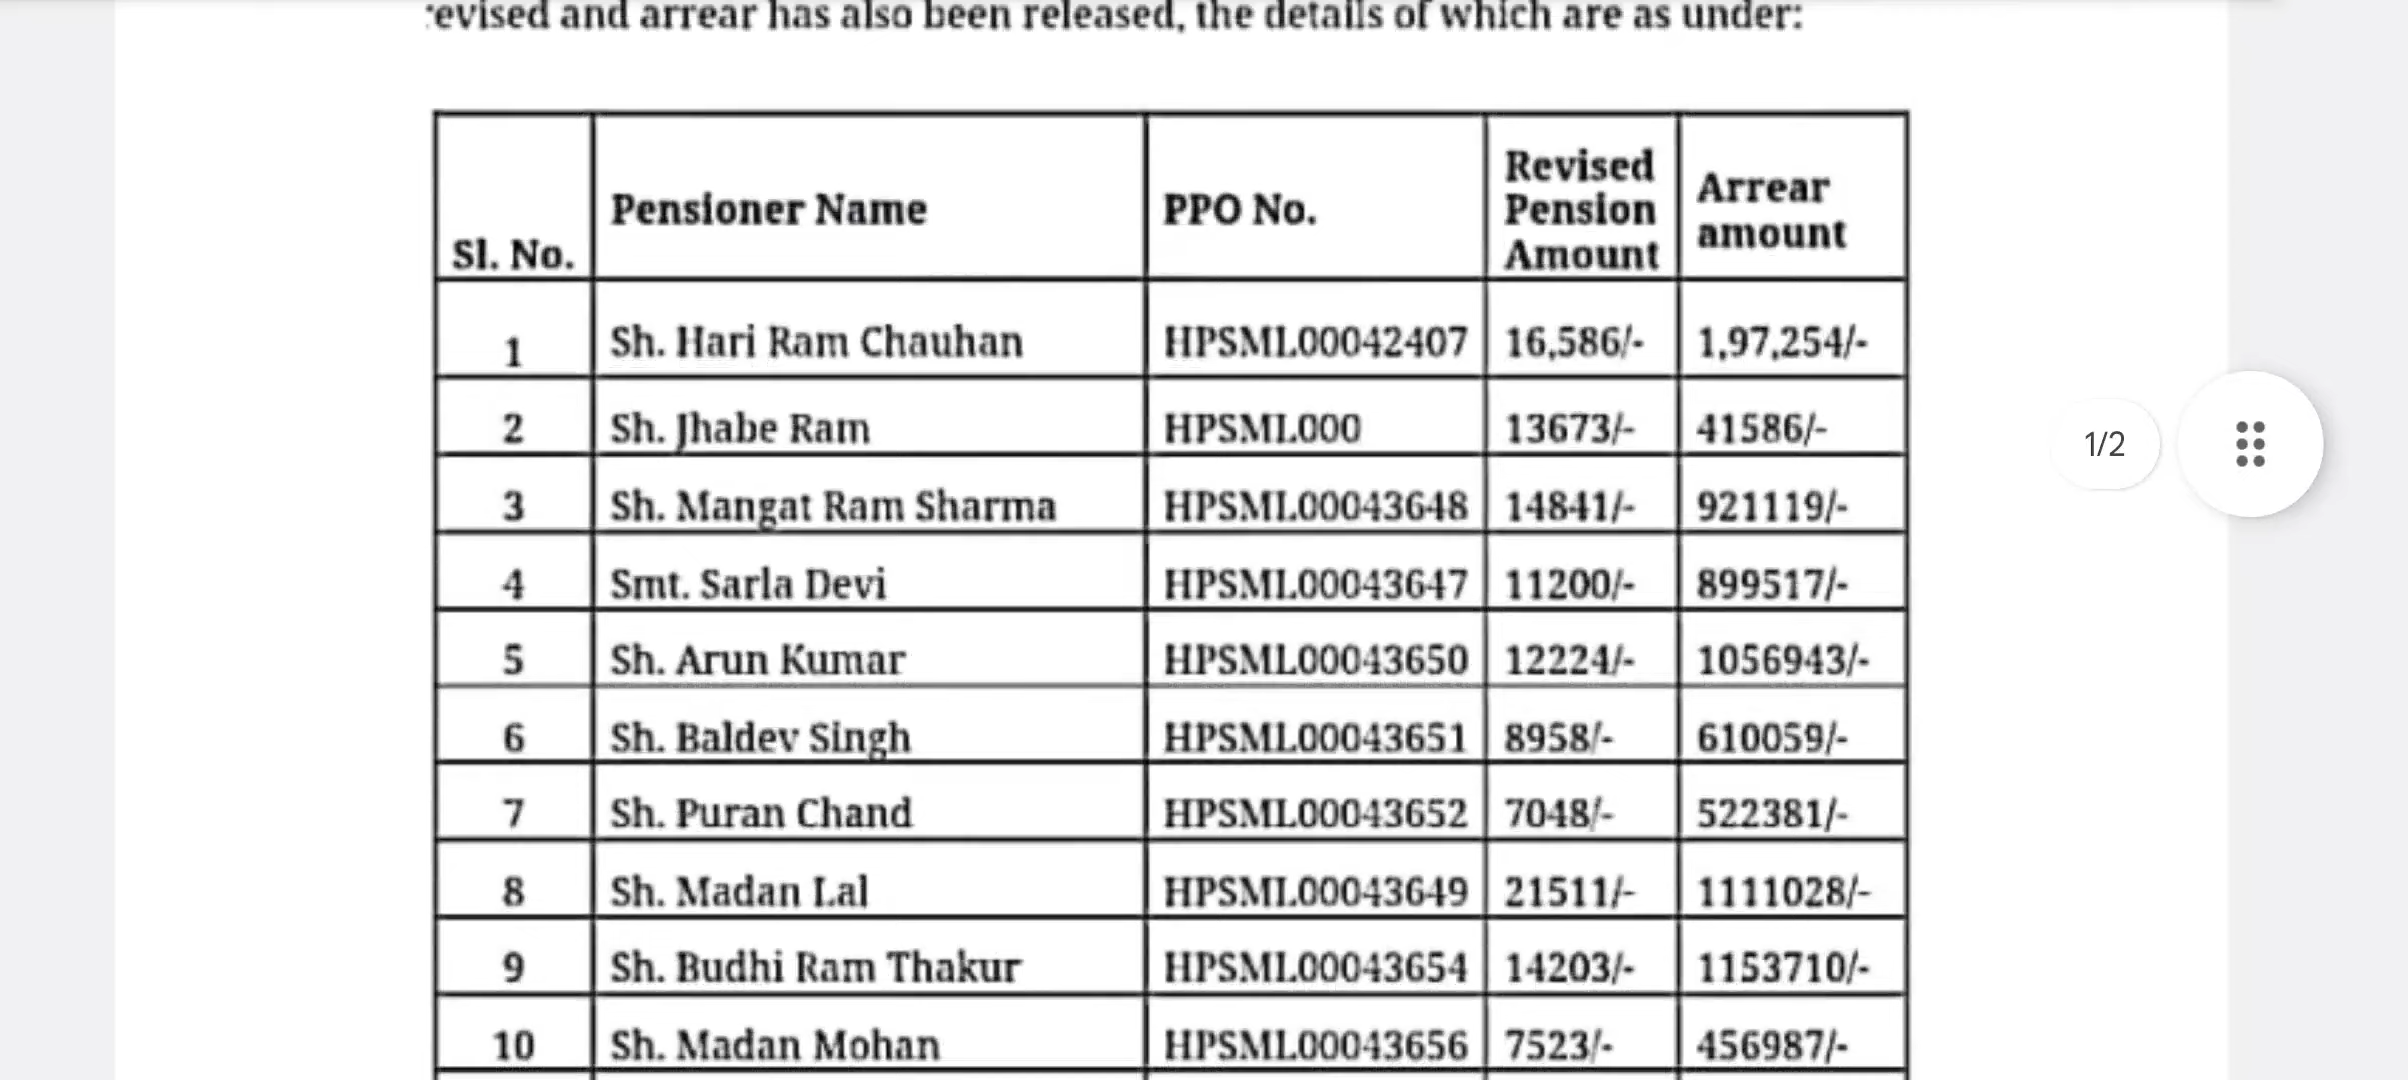 evised and arrear has also been released, the details of which are as under:
Sl. No. Pensioner Name PPO No. Revised Pension Amount Arrear amount
1 Sh. Hari Ram Chauhan HPSML00042407 16,586/- 1,97,254/-
2 Sh. Jhabe Ram HPSML000 13673/- 41586/-
3 Sh. Mangat Ram Sharma HPSML00043648 14841/- 921119/-
4 Smt. Sarla Devi HPSML00043647 11200/- 899517/-
5 Sh. Arun Kumar HPSML00043650 12224/- 1056943/-
6 Sh. Baldev Singh HPSML00043651 8958/- 610059/-
7 Sh. Puran Chand HPSML00043652 7048/- 522381/-
8 Sh. Madan Lal HPSML00043649 21511/- 1111028/-
9 Sh. Budhi Ram Thakur HPSML00043654 14203/- 1153710/-
10 Sh. Madan Mohan HPSML00043656 7523/- 456987/-
1/2